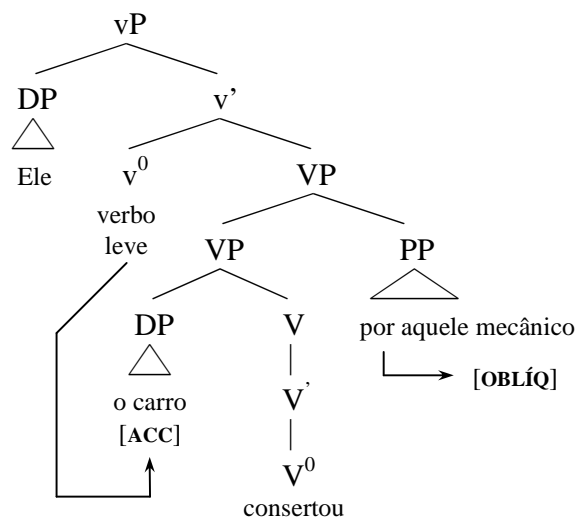 vP
DP v’
Ele v⁰ VP
verbo
leve VP PP
DP V por aquele mecânico
[OBLÍQ]
o carro V’
[ACC]
V⁰
consertou